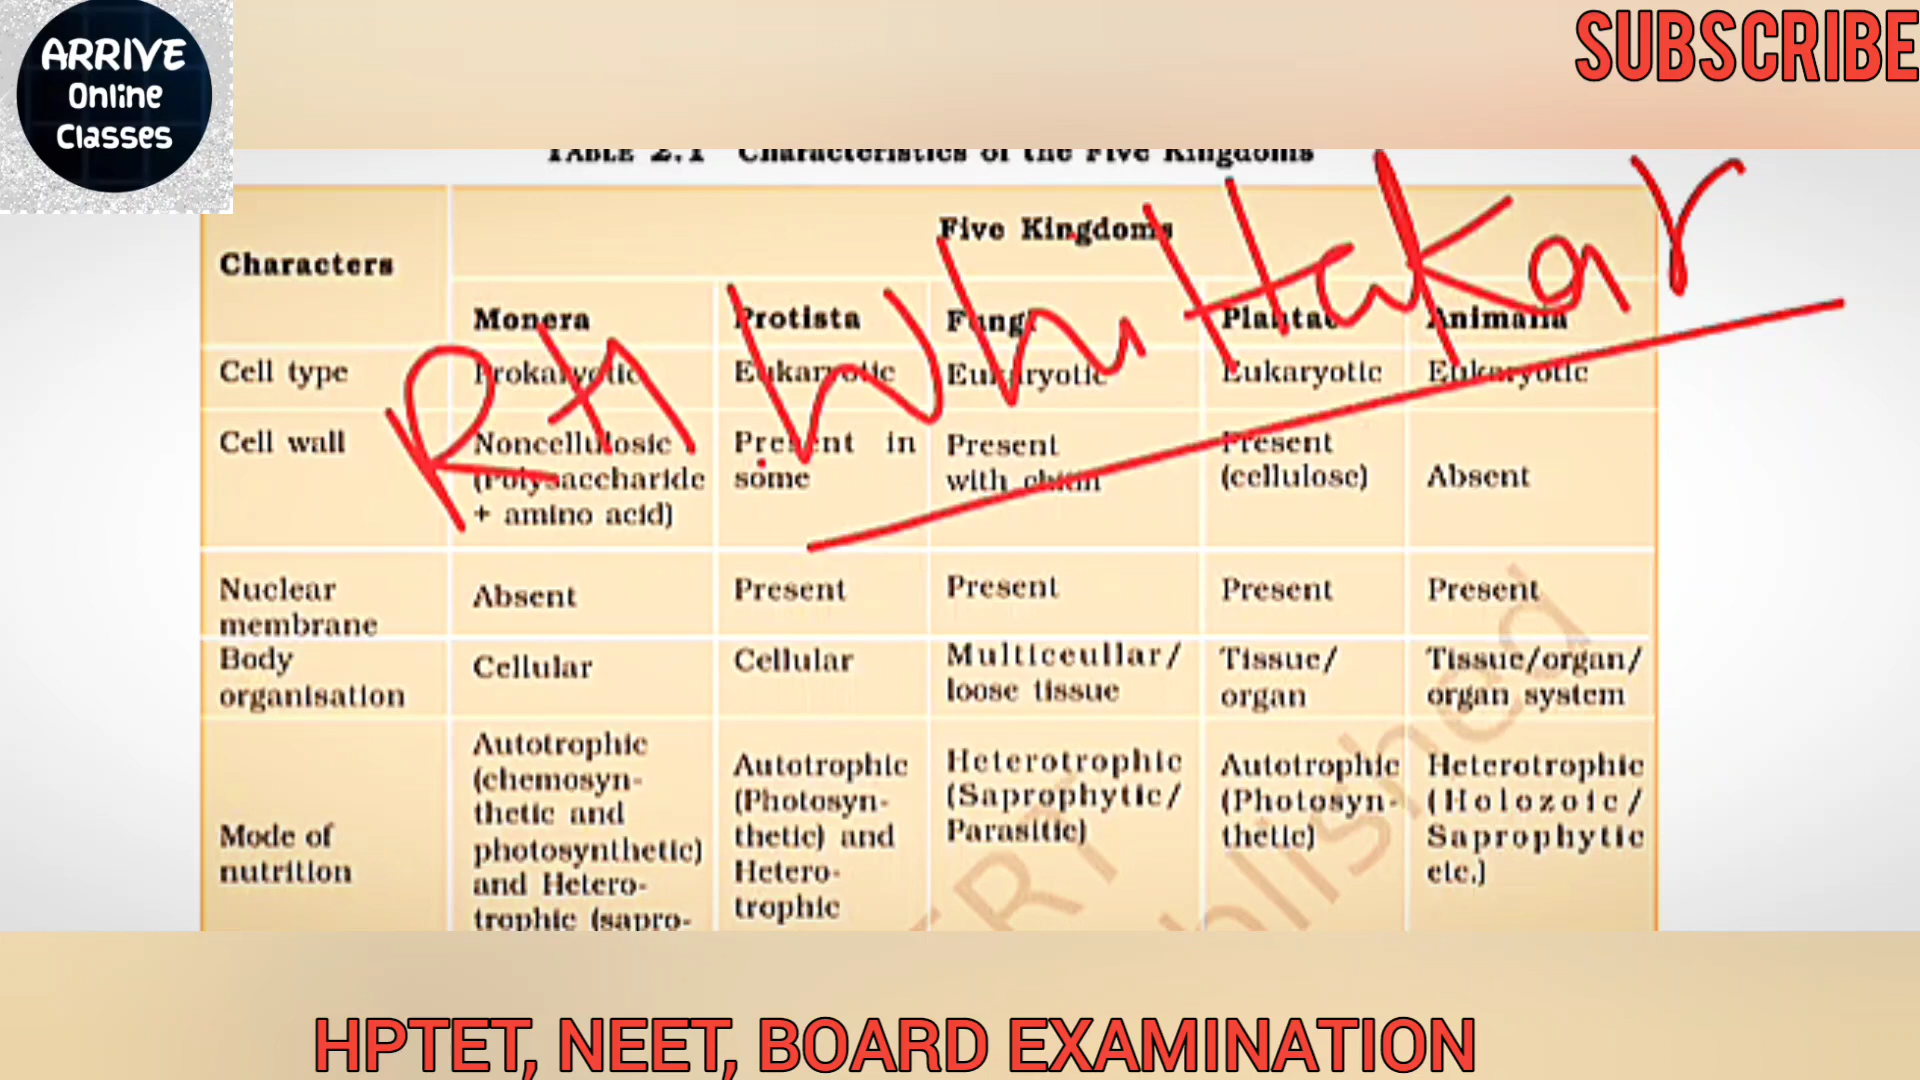 ARRIVE
Online
Classes
SUBSCRIBE
TABLE 2.1 Characteristics of the Five Kingdoms
Characters
Five Kingdoms
Monera Protista Fungi Plantae Animalia
Cell type Prokaryotic Eukaryotic Eukaryotic Eukaryotic Eukaryotic
Cell wall Noncellulosic Present in Present Present
(Polysaccharide some with chitin (cellulose) Absent
+ amino acid)
RH Whittakar
Nuclear Absent Present Present Present Present
membrane
Body Cellular Cellular Multiceullar/ Tissue/ Tissue/organ/
organisation loose tissue organ organ system
Mode of
nutrition
Autotrophic
(chemosyn-
thetic and
photosynthetic)
and Hetero-
trophic (sapro-
Autotrophic
(Photosyn-
thetic) and
Hetero-
trophic
Heterotrophic
(Saprophytic/
Parasitic)
Autotrophic
(Photosyn-
thetic)
Heterotrophic
(Holozoic/
Saprophytic
etc.)
HPTET, NEET, BOARD EXAMINATION